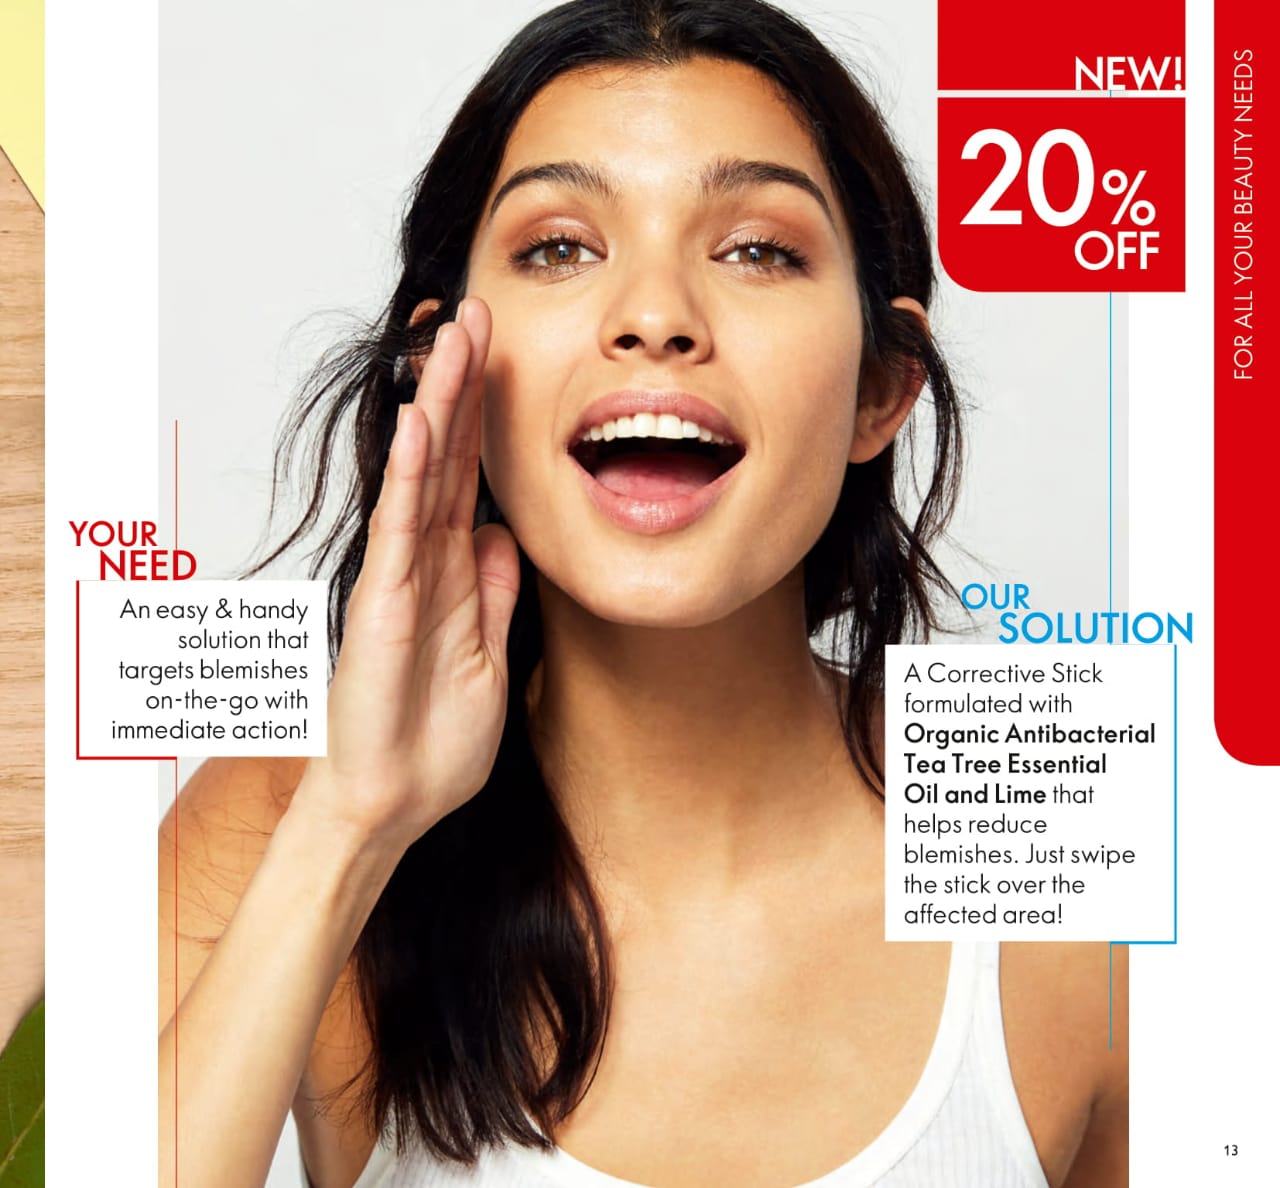 NEW!
20%
OFF
FOR ALL YOUR BEAUTY NEEDS
YOUR
NEED
An easy & handy
solution that
targets blemishes
on-the-go with
immediate action!
OUR
SOLUTION
A Corrective Stick
formulated with
Organic Antibacterial
Tea Tree Essential
Oil and Lime that
helps reduce
blemishes. Just swipe
the stick over the
affected area!
13